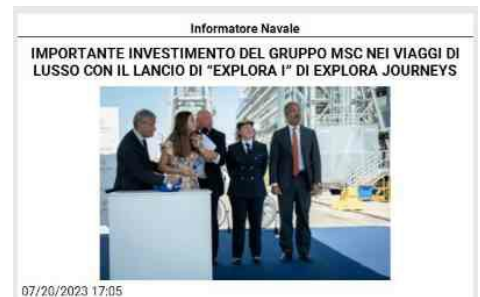 Informatore Navale
IMPORTANTE INVESTIMENTO DEL GRUPPO MSC NEI VIAGGI DI
LUSSO CON IL LANCIO DI “EXPLORA I” DI EXPLORA JOURNEYS
07/20/2023 17:05